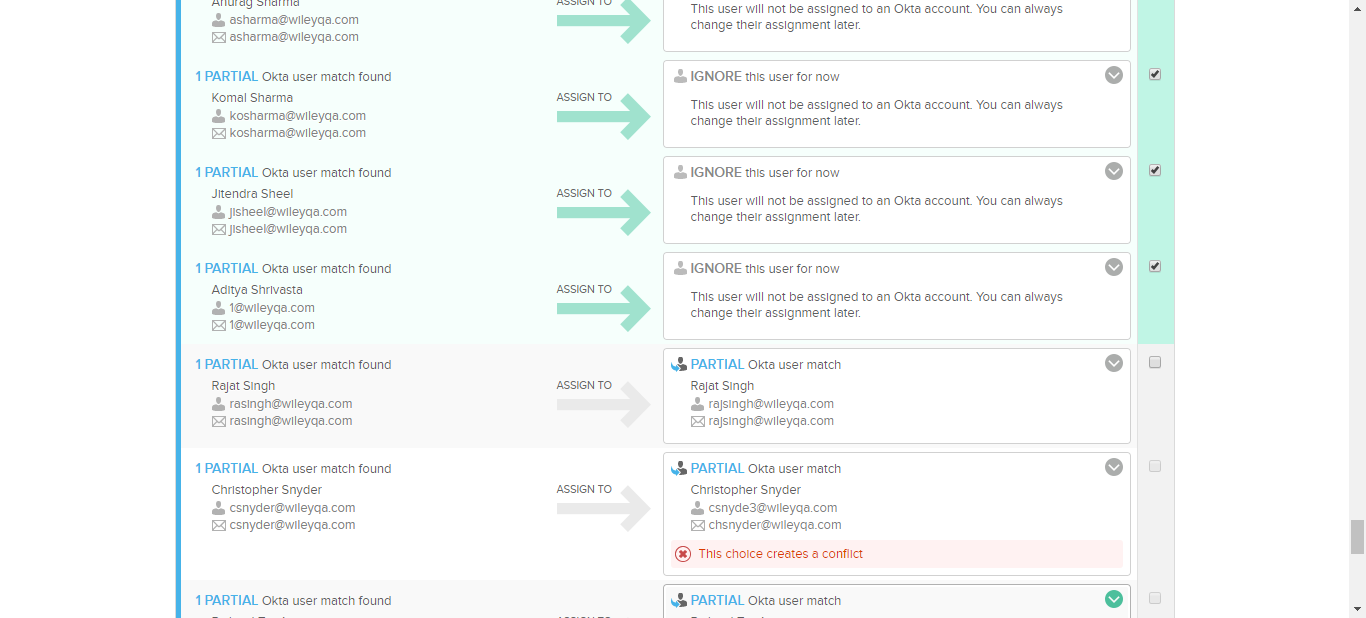 Anurag Sharma
asharma@wileyqa.com
asharma@wileyqa.com
ASSIGN TO
This user will not be assigned to an Okta account. You can always
change their assignment later.
1 PARTIAL Okta user match found
Komal Sharma
kosharma@wileyqa.com
kosharma@wileyqa.com
ASSIGN TO
IGNORE this user for now
This user will not be assigned to an Okta account. You can always
change their assignment later.
1 PARTIAL Okta user match found
Jitendra Sheel
jisheel@wileyqa.com
jisheel@wileyqa.com
ASSIGN TO
IGNORE this user for now
This user will not be assigned to an Okta account. You can always
change their assignment later.
1 PARTIAL Okta user match found
Aditya Shrivasta
1@wileyqa.com
1@wileyqa.com
ASSIGN TO
IGNORE this user for now
This user will not be assigned to an Okta account. You can always
change their assignment later.
1 PARTIAL Okta user match found
Rajat Singh
rasingh@wileyqa.com
rasingh@wileyqa.com
ASSIGN TO
PARTIAL Okta user match
Rajat Singh
rajsingh@wileyqa.com
rajsingh@wileyqa.com
1 PARTIAL Okta user match found
Christopher Snyder
csnyder@wileyqa.com
csnyder@wileyqa.com
ASSIGN TO
PARTIAL Okta user match
Christopher Snyder
csnyde3@wileyqa.com
chsnyder@wileyqa.com
This choice creates a conflict
1 PARTIAL Okta user match found
PARTIAL Okta user match